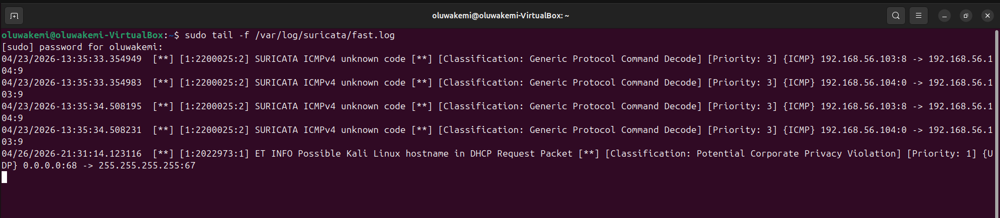 oluwakemi@oluwakemi-VirtualBox: ~
oluwakemi@oluwakemi-VirtualBox:~$ sudo tail -f /var/log/suricata/fast.log
[sudo] password for oluwakemi:
04/23/2026-13:35:33.354949  [**] [1:2200025:2] SURICATA ICMPv4 unknown code [**] [Classification: Generic Protocol Command Decode] [Priority: 3] {ICMP} 192.168.56.103:8 -> 192.168.56.1
04:9
04/23/2026-13:35:33.354983  [**] [1:2200025:2] SURICATA ICMPv4 unknown code [**] [Classification: Generic Protocol Command Decode] [Priority: 3] {ICMP} 192.168.56.104:0 -> 192.168.56.1
03:9
04/23/2026-13:35:34.508195  [**] [1:2200025:2] SURICATA ICMPv4 unknown code [**] [Classification: Generic Protocol Command Decode] [Priority: 3] {ICMP} 192.168.56.103:8 -> 192.168.56.1
04:9
04/23/2026-13:35:34.508231  [**] [1:2200025:2] SURICATA ICMPv4 unknown code [**] [Classification: Generic Protocol Command Decode] [Priority: 3] {ICMP} 192.168.56.104:0 -> 192.168.56.1
03:9
04/26/2026-21:31:14.123116  [**] [1:2022973:1] ET INFO Possible Kali Linux hostname in DHCP Request Packet [**] [Classification: Potential Corporate Privacy Violation] [Priority: 1] {U
DP} 0.0.0.0:68 -> 255.255.255.255:67